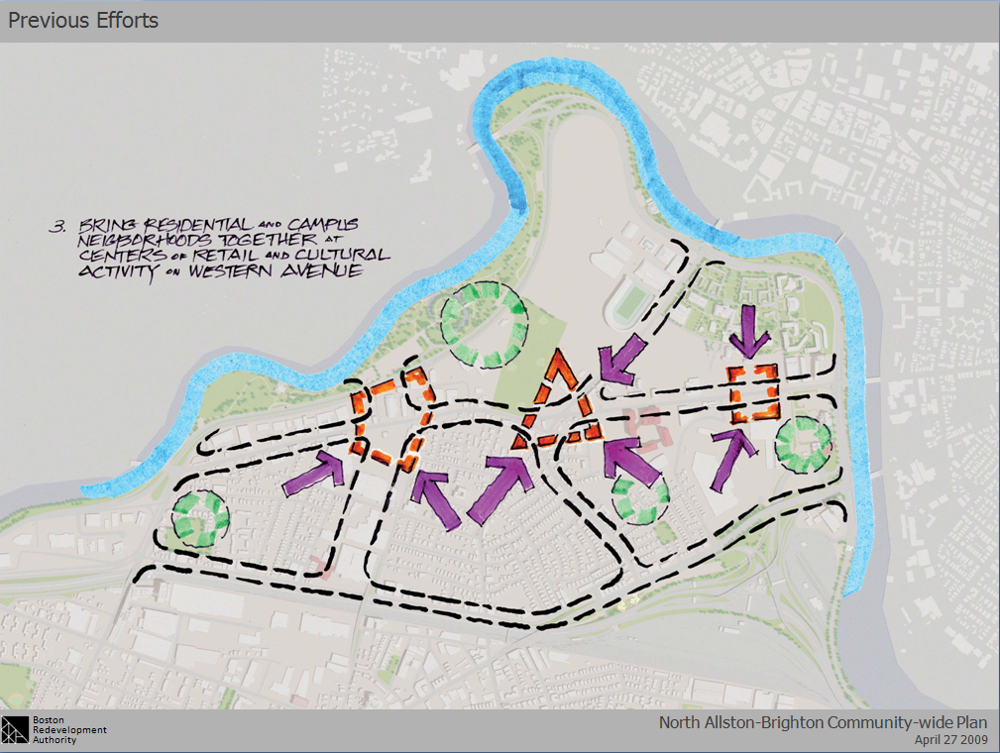 Previous Efforts
3. BRING RESIDENTIAL AND CAMPUS
NEIGBORHOODS TOGETHER AT
CENTERS OF RETAIL AND CULTURAL
ACTIVITY ON WESTERN AVENUE
Boston
Redevelopment
Authority
North Allston-Brighton Community-wide Plan
April 27 2009